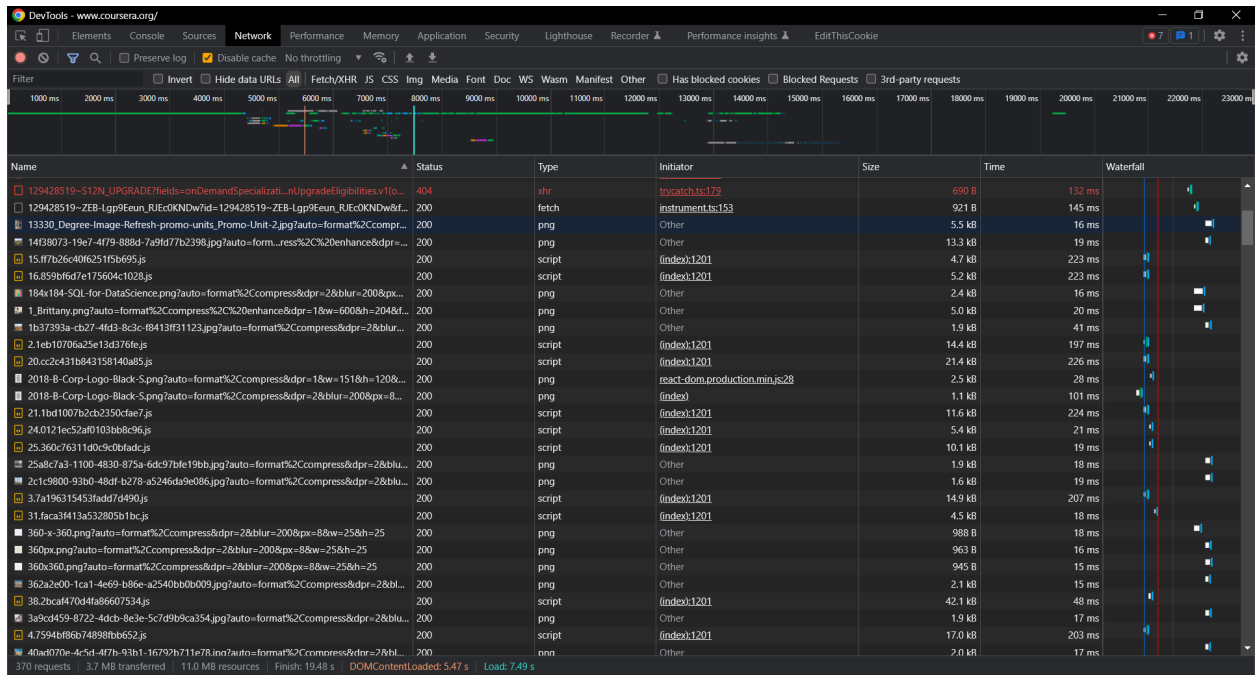 DevTools - www.coursera.org/
Elements Console Sources Network Performance Memory Application Security Lighthouse Recorder Performance insights EditThisCookie 7 1
Preserve log Disable cache No throttling
Filter Invert Hide data URLs All Fetch/XHR JS CSS Img Media Font Doc WS Wasm Manifest Other Has blocked cookies Blocked Requests 3rd-party requests
1000 ms 2000 ms 3000 ms 4000 ms 5000 ms 6000 ms 7000 ms 8000 ms 9000 ms 10000 ms 11000 ms 12000 ms 13000 ms 14000 ms 15000 ms 16000 ms 17000 ms 18000 ms 19000 ms 20000 ms 21000 ms 22000 ms 23000 m
Name Status Type Initiator Size Time Waterfall
129428519~S12N_UPGRADE?fields=onDemandSpecializati...nUpgradeEligibilities.v1(o... 404 xhr trycatch.ts:179 690 B 132 ms
129428519~ZEB-Lgp9Eeun_RJEc0KNDw?id=129428519~ZEB-Lgp9Eeun_RJEc0KNDw&f... 200 fetch instrument.ts:153 921 B 145 ms
13330_Degree-Image-Refresh-promo-units_Promo-Unit-2.jpg?auto=format%2Ccompr... 200 png Other 5.5 kB 16 ms
14f38073-19e7-4f79-888d-7a9fd77b2398.jpg?auto=form...ress%2C%20enhance&dpr=... 200 png Other 13.3 kB 19 ms
15.ff7b26c40f6251f5b695.js 200 script (index):1201 4.7 kB 223 ms
16.859bf6d7e175604c1028.js 200 script (index):1201 5.2 kB 223 ms
184x184-SQL-for-DataScience.png?auto=format%2Ccompress&dpr=2&blur=200&px... 200 png Other 2.4 kB 16 ms
1_Brittany.png?auto=format%2Ccompress%2C%20enhance&dpr=1&w=600&h=204&f... 200 png Other 5.0 kB 20 ms
1b37393a-cb27-4fd3-8c3c-f8413ff31123.jpg?auto=format%2Ccompress&dpr=2&blur... 200 png Other 1.9 kB 41 ms
2.1eb10706a25e13d376fe.js 200 script (index):1201 14.4 kB 197 ms
20.cc2c431b843158140a85.js 200 script (index):1201 21.4 kB 226 ms
2018-B-Corp-Logo-Black-S.png?auto=format%2Ccompress&dpr=1&w=151&h=120&... 200 png react-dom.production.min.js:28 2.5 kB 28 ms
2018-B-Corp-Logo-Black-S.png?auto=format%2Ccompress&dpr=2&blur=200&px=8... 200 png (index) 1.1 kB 101 ms
21.1bd1007b2cb2350cfae7.js 200 script (index):1201 11.6 kB 224 ms
24.0121ec52af0103bb8c96.js 200 script (index):1201 5.4 kB 21 ms
25.360c76311d0c9c0bfadc.js 200 script (index):1201 10.1 kB 19 ms
25a8c7a3-1100-4830-875a-6dc97bfe19bb.jpg?auto=format%2Ccompress&dpr=2&blu... 200 png Other 1.9 kB 18 ms
2c1c9800-93b0-48df-b278-a5246da9e086.jpg?auto=format%2Ccompress&dpr=2&blu... 200 png Other 1.6 kB 19 ms
3.7a196315453fadd7d490.js 200 script (index):1201 14.9 kB 207 ms
31.faca3f413a532805b1bc.js 200 script (index):1201 4.5 kB 18 ms
360-x-360.png?auto=format%2Ccompress&dpr=2&blur=200&px=8&w=25&h=25 200 png Other 988 B 18 ms
360px.png?auto=format%2Ccompress&dpr=2&blur=200&px=8&w=25&h=25 200 png Other 963 B 16 ms
360x360.png?auto=format%2Ccompress&dpr=2&blur=200&px=8&w=25&h=25 200 png Other 945 B 15 ms
362a2e00-1ca1-4e69-b86e-a2540bb0b009.jpg?auto=format%2Ccompress&dpr=2&bl... 200 png Other 2.1 kB 15 ms
38.2bcaf470d4fa86607534.js 200 script (index):1201 42.1 kB 48 ms
3a9cd459-8722-4dcb-8e3e-5c7d9b9ca354.jpg?auto=format%2Ccompress&dpr=2&blu... 200 png Other 1.9 kB 17 ms
4.7594bf86b74898fbb652.js 200 script (index):1201 17.0 kB 203 ms
40ad070e-4c5d-4f7b-93b1-16792b711e78.jpg?auto=format%2Ccompress&dpr=2&blu... 200 png Other 2.0 kB 17 ms
370 requests 3.7 MB transferred 11.0 MB resources Finish: 19.48 s DOMContentLoaded: 5.47 s Load: 7.49 s